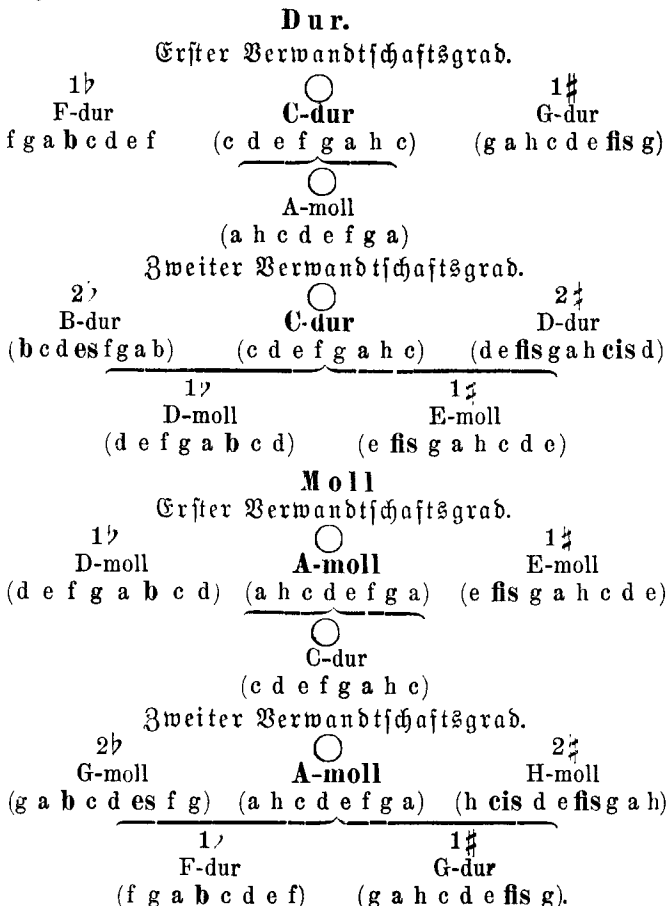 Dur.
Erſter Verwandtſchaftsgrad.
1♭ ◯ 1♯
F-dur C-dur G-dur
f g a b c d e f (c d e f g a h c) (g a h c d e fis g)
◯
A-moll
(a h c d e f g a)
Zweiter Verwandtſchaftsgrad.
2♭ ◯ 2♯
B-dur C-dur D-dur
(b c d es f g a b) (c d e f g a h c) (d e fis g a h cis d)
1♭ 1♯
D-moll E-moll
(d e f g a b c d) (e fis g a h c d e)
Moll
Erſter Verwandtſchaftsgrad.
1♭ ◯ 1♯
D-moll A-moll E-moll
(d e f g a b c d) (a h c d e f g a) (e fis g a h c d e)
◯
C-dur
(c d e f g a h c)
Zweiter Verwandtſchaftsgrad.
2♭ ◯ 2♯
G-moll A-moll H-moll
(g a b c d es f g) (a h c d e f g a) (h cis d e fis g a h)
1♭ 1♯
F-dur G-dur
(f g a b c d e f) (g a h c d e fis g).